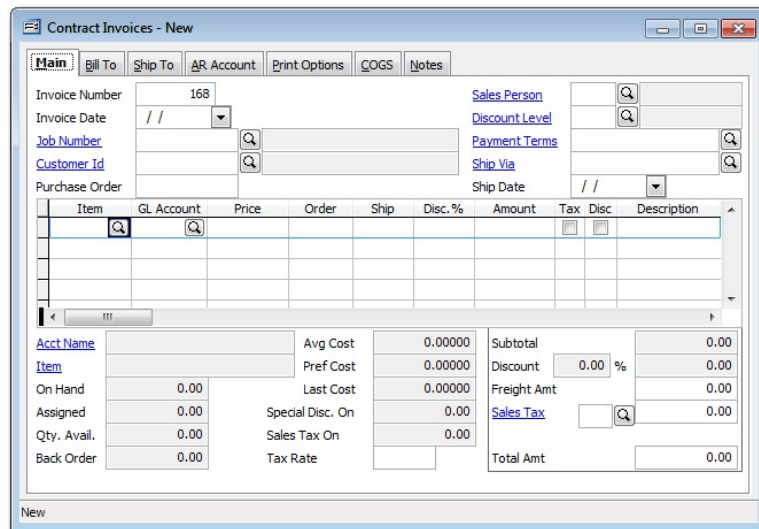 Contract Invoices - New
Main Bill To Ship To AR Account Print Options COGS Notes
Invoice Number 168 Sales Person
Invoice Date / / Discount Level
Job Number Payment Terms
Customer Id Ship Via
Purchase Order Ship Date / /
Item GL Account Price Order Ship Disc.% Amount Tax Disc Description
Acct Name Avg Cost 0.00000 Subtotal 0.00
Item Pref Cost 0.00000 Discount 0.00 % 0.00
On Hand 0.00 Last Cost 0.00000 Freight Amt 0.00
Assigned 0.00 Special Disc. On 0.00 Sales Tax 0.00
Qty. Avail. 0.00 Sales Tax On 0.00
Back Order 0.00 Tax Rate Total Amt 0.00
New